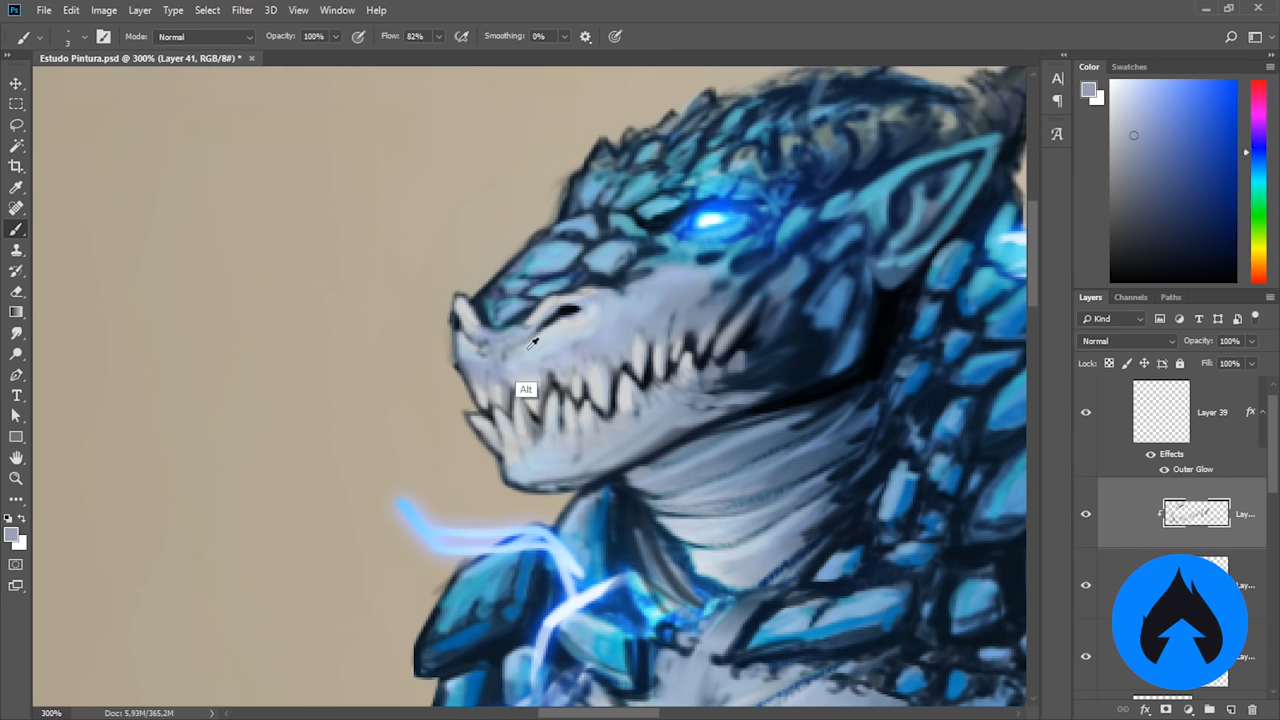 Ps File Edit Image Layer Type Select Filter 3D View Window Help
3 Mode: Normal Opacity: 100% Flow: 82% Smoothing: 0%
Estudo Pintura.psd @ 300% (Layer 41, RGB/8#) * ×
Color Swatches
Alt
Layers Channels Paths
Kind
Normal Opacity: 100%
Lock: Fill: 100%
Layer 39 fx
Effects
Outer Glow
Lay...
Lay...
Lay...
300% Doc: 5,93M/365,2M